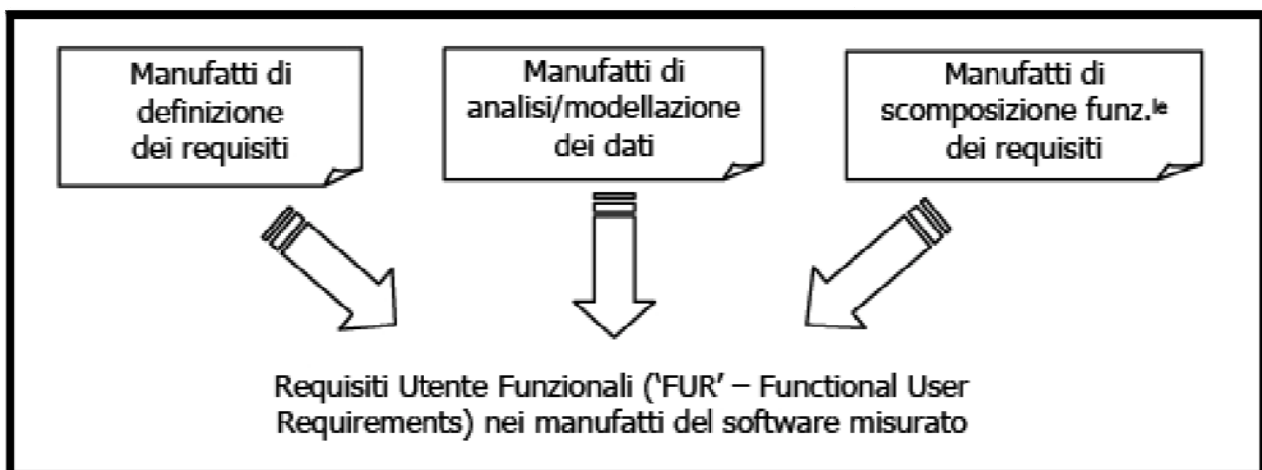 Manufatti di
definizione
dei requisiti
Manufatti di
analisi/modellazione
dei dati
Manufatti di
scomposizione funz.le
dei requisiti
Requisiti Utente Funzionali (‘FUR’ – Functional User
Requirements) nei manufatti del software misurato